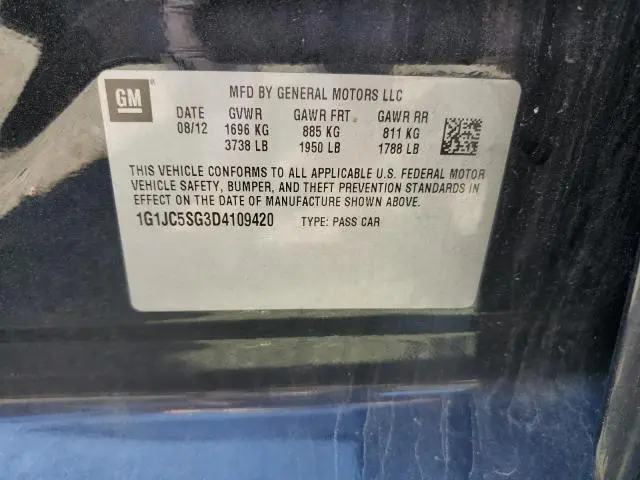 GM ® MFD BY GENERAL MOTORS LLC
DATE GVWR GAWR FRT. GAWR RR
08/12 1696 KG 885 KG 811 KG
3738 LB 1950 LB 1788 LB
THIS VEHICLE CONFORMS TO ALL APPLICABLE U.S. FEDERAL MOTOR
VEHICLE SAFETY, BUMPER, AND THEFT PREVENTION STANDARDS IN
EFFECT ON THE DATE OF MANUFACTURE SHOWN ABOVE.
1G1JC5SG3D4109420 TYPE: PASS CAR